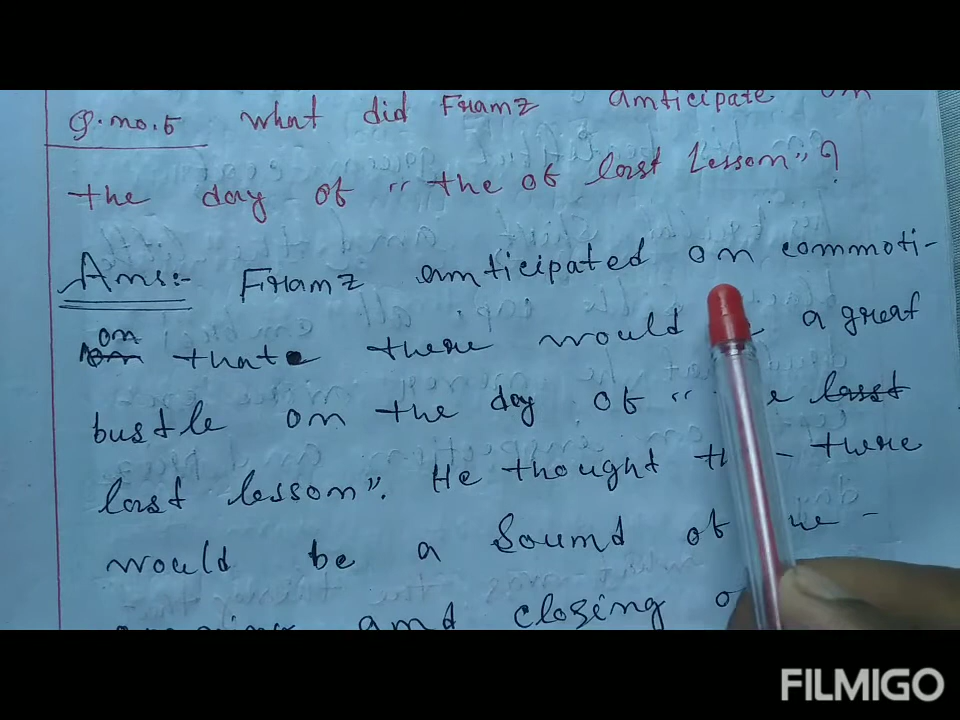 Q.no.5 what did Franz anticipate on
the day of "the of last Lesson"?
Ans:- Franz anticipated on commoti-
on that there would a great
bustle on the day of " last
last lesson". He thought there
would be a Sound of
and closing
FILMIGO